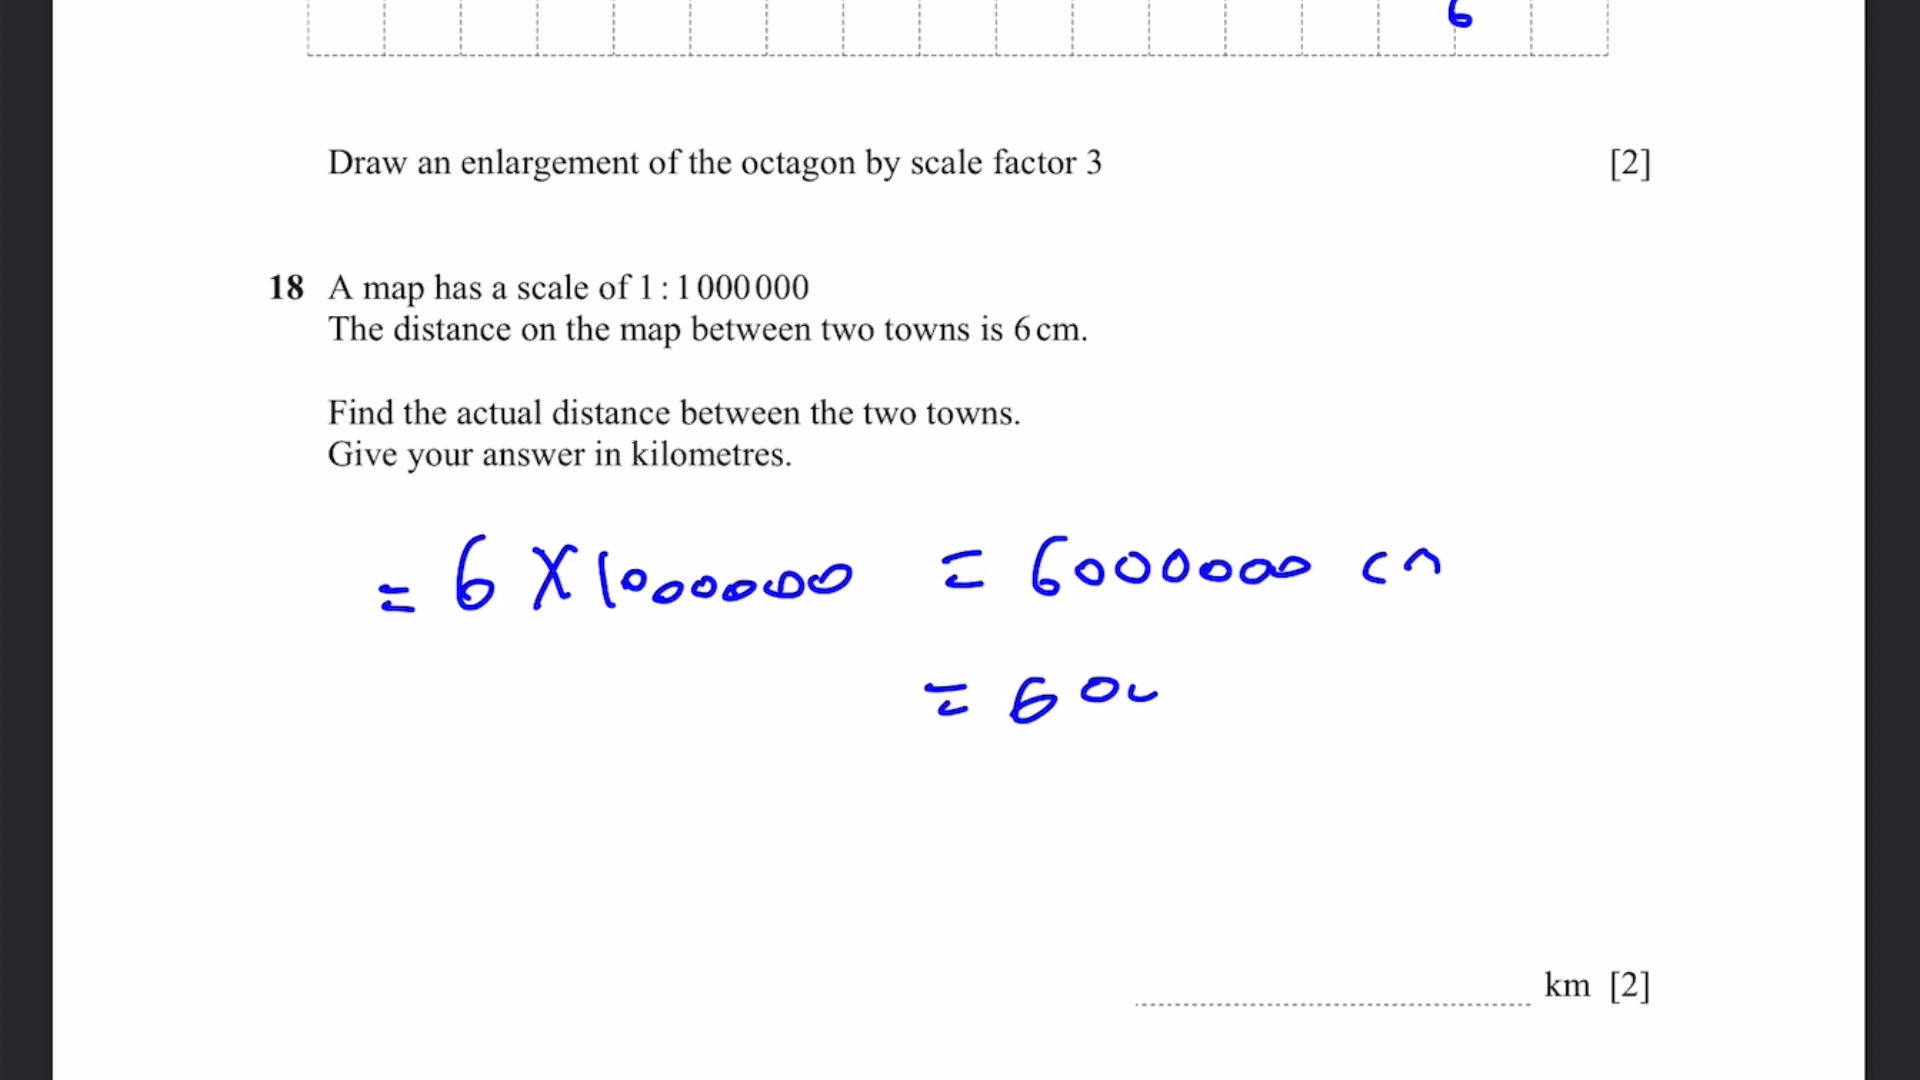 6
Draw an enlargement of the octagon by scale factor 3 [2]
18 A map has a scale of 1 : 1 000 000
The distance on the map between two towns is 6 cm.
Find the actual distance between the two towns.
Give your answer in kilometres.
= 6 X 1000000 = 6000000 cm
= 600
km [2]